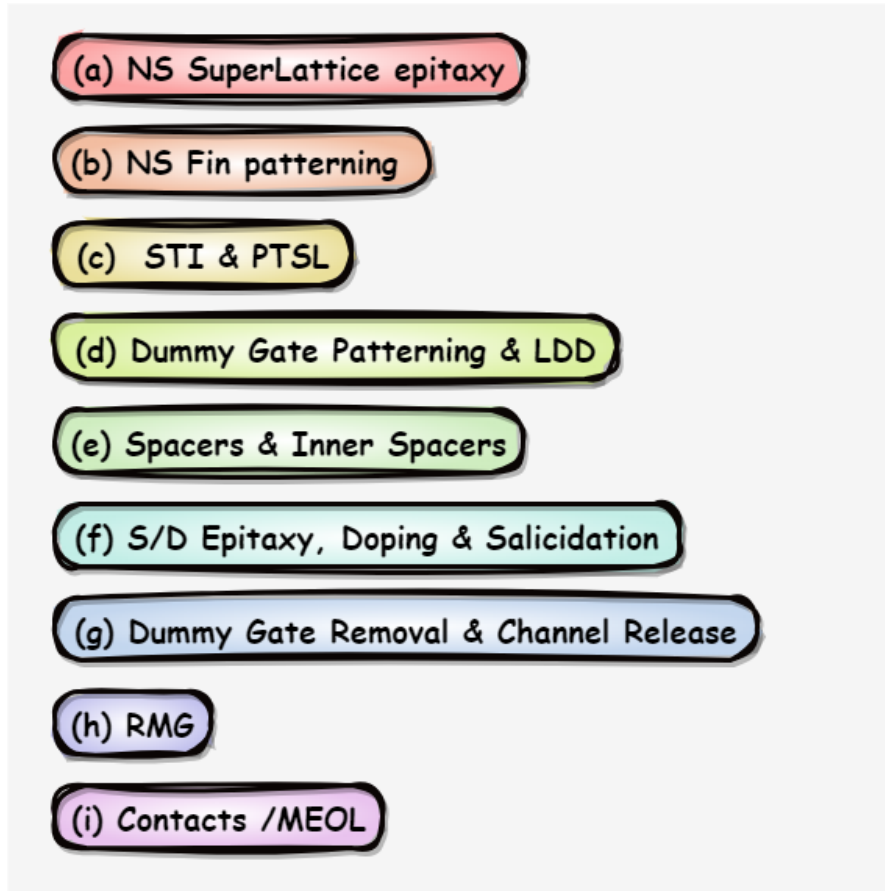 (a) NS SuperLattice epitaxy
(b) NS Fin patterning
(c) STI & PTSL
(d) Dummy Gate Patterning & LDD
(e) Spacers & Inner Spacers
(f) S/D Epitaxy, Doping & Salicidation
(g) Dummy Gate Removal & Channel Release
(h) RMG
(i) Contacts /MEOL